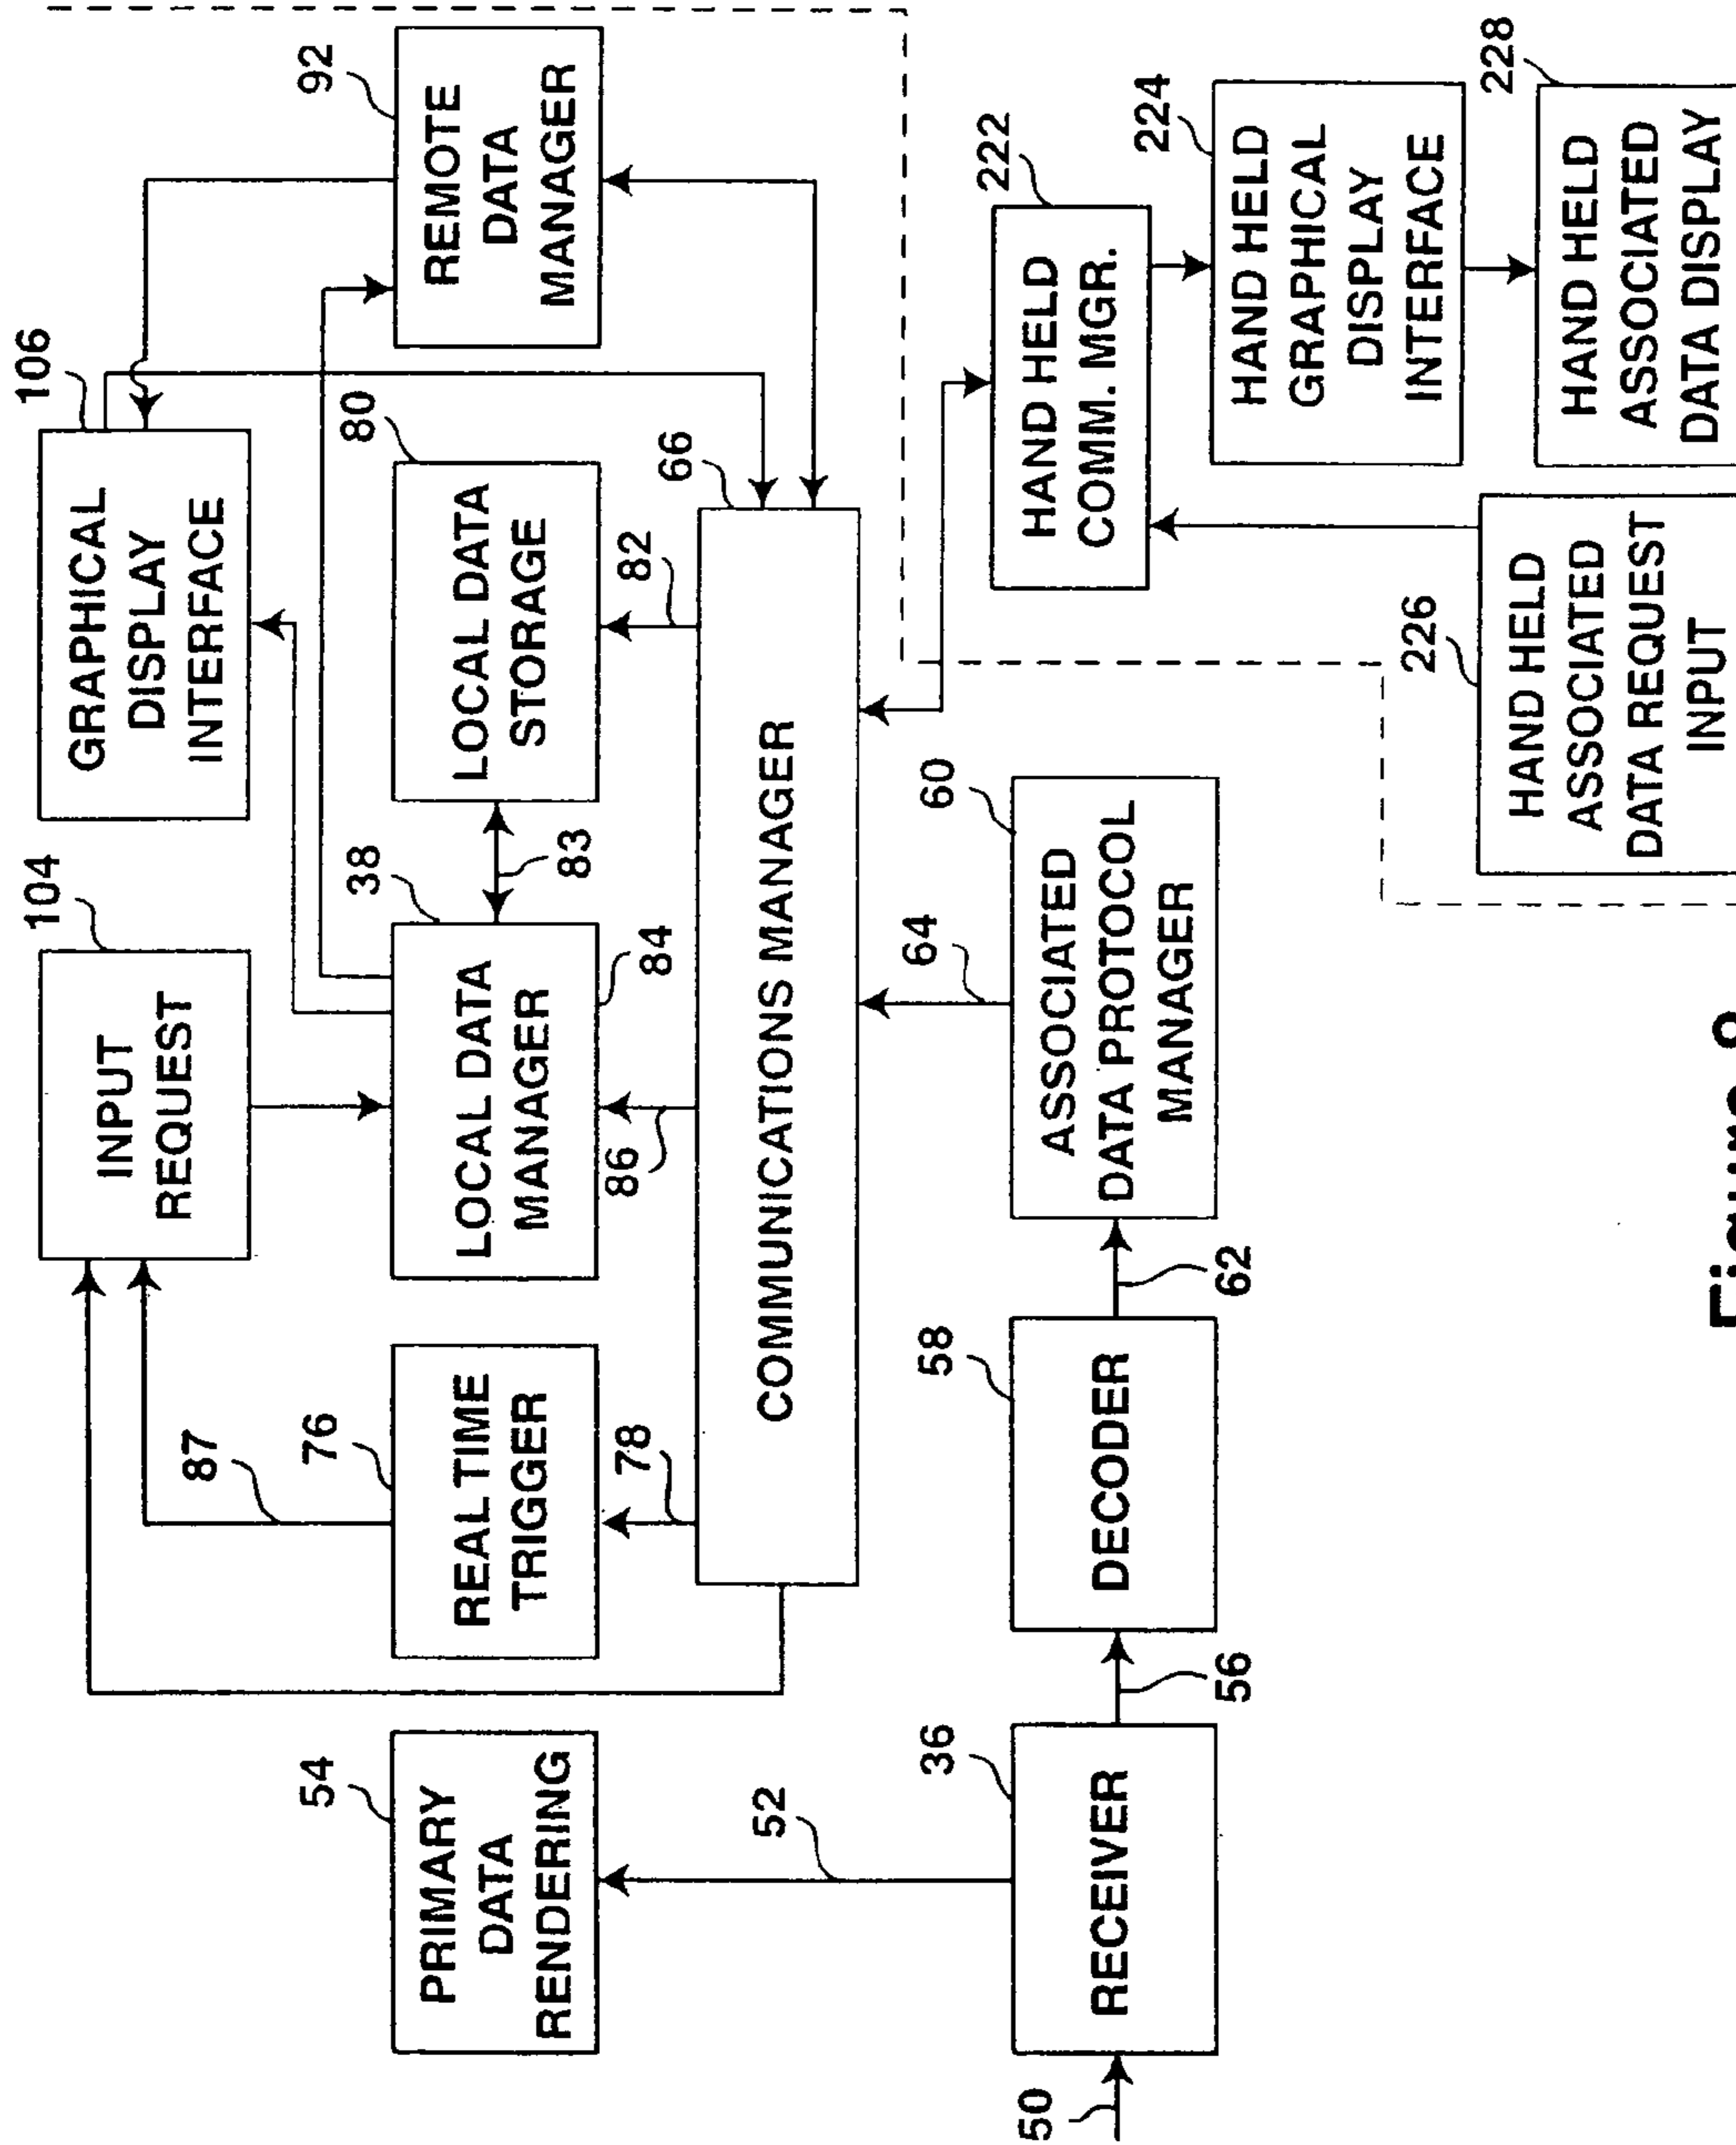 104
106
INPUT
REQUEST
GRAPHICAL
DISPLAY
INTERFACE
87
54
76
38
80
92
PRIMARY
DATA
RENDERING
REALTIME
TRIGGER
LOCAL DATA
MANAGER
83
LOCAL DATA
STORAGE
REMOTE
DATA
MANAGER
78
86
84
82
66
52
COMMUNICATIONS MANAGER
36
58
64
60
222
50
RECEIVER
56
DECODER
62
ASSOCIATED
DATA PROTOCOL
MANAGER
HAND HELD
COMM. MGR.
224
HAND HELD
GRAPHICAL
DISPLAY
INTERFACE
226
228
HAND HELD
ASSOCIATED
DATA REQUEST
INPUT
HAND HELD
ASSOCIATED
DATA DISPLAY
Figure